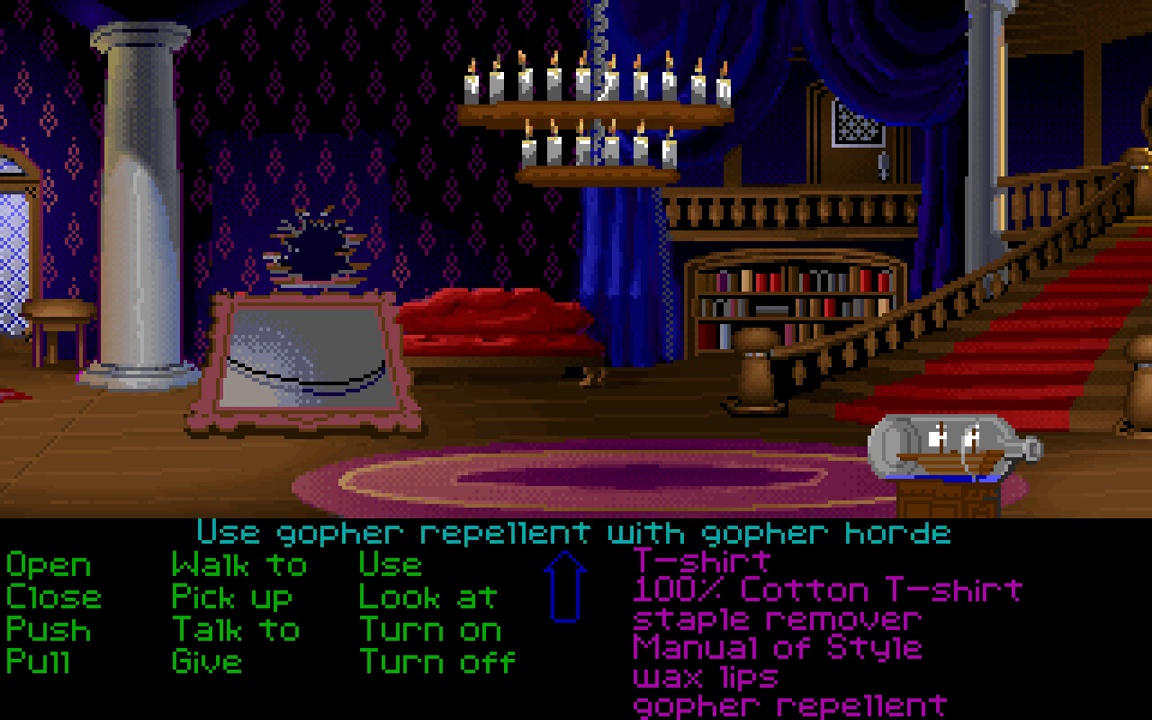 Use gopher repellent with gopher horde
Open Walk to Use
Close Pick up Look at
Push Talk to Turn on
Pull Give Turn off
T-shirt
100% Cotton T-shirt
staple remover
Manual of Style
wax lips
gopher repellent